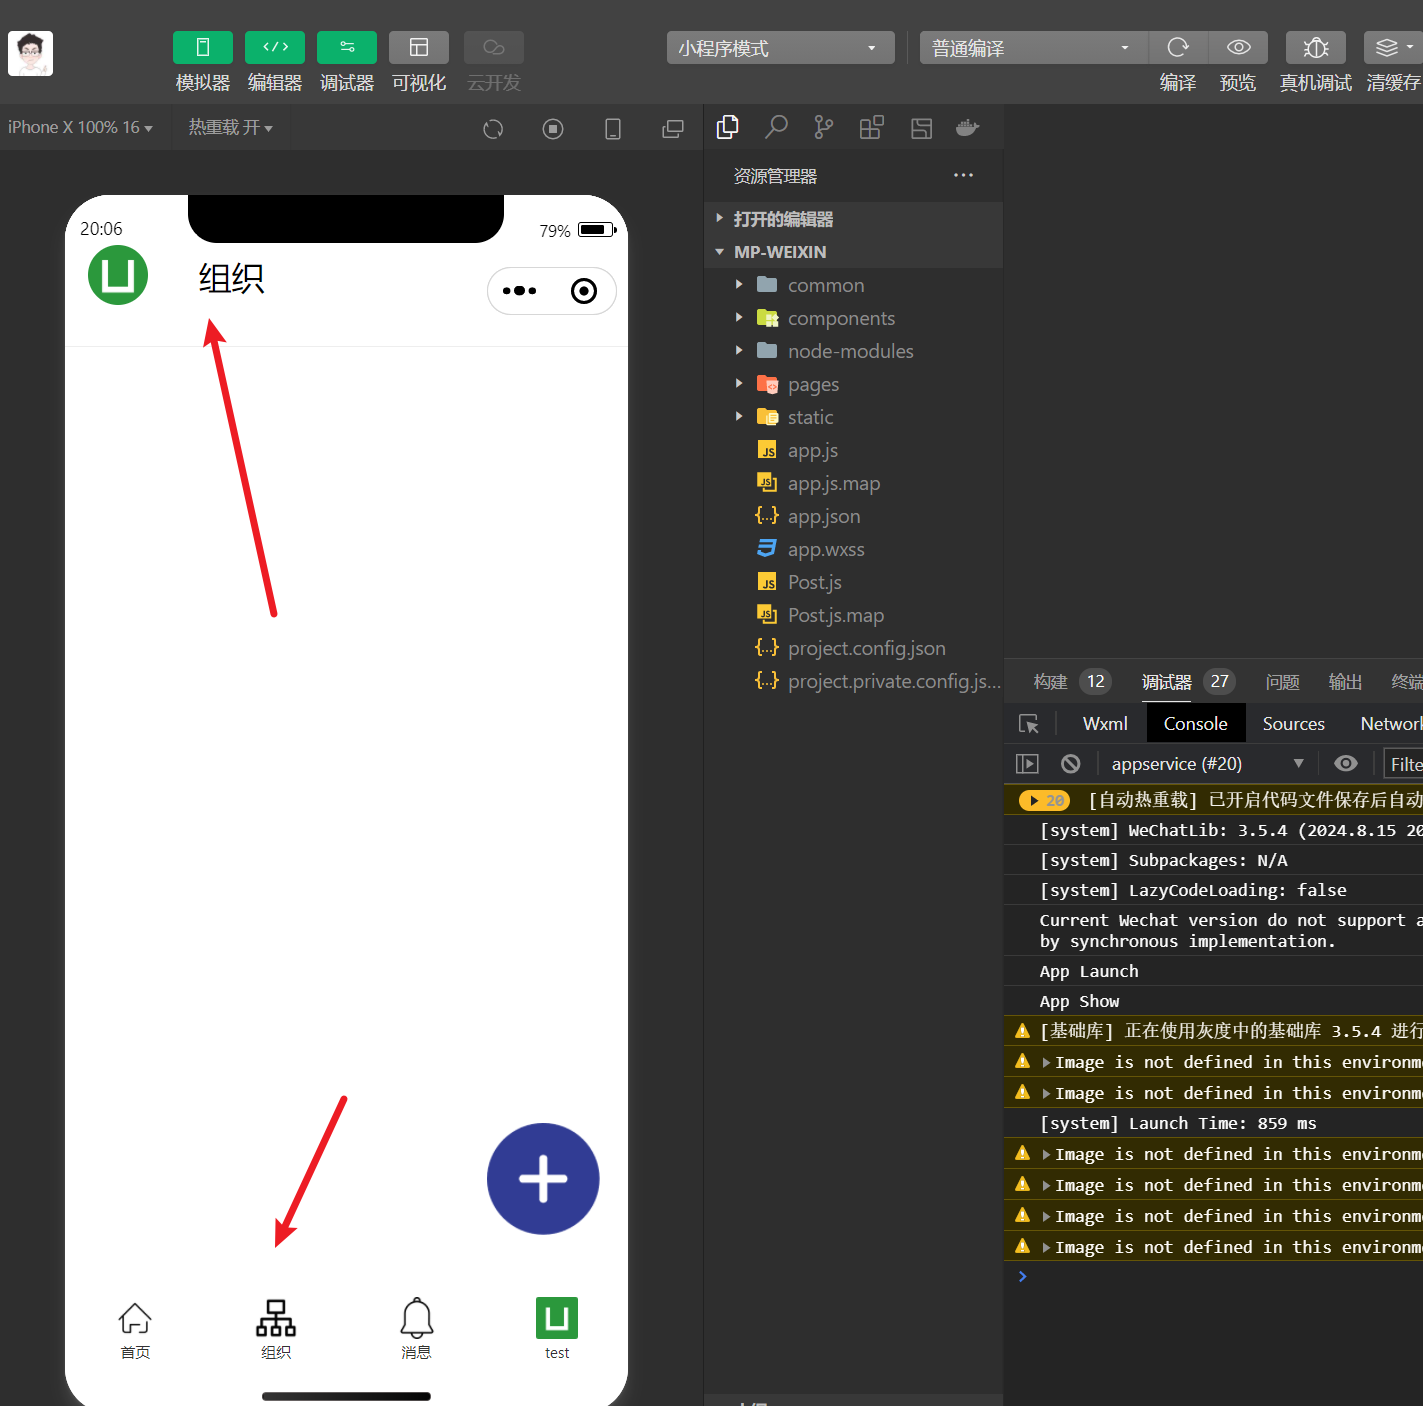 模拟器
编辑器
调试器
可视化
云开发
小程序模式
普通编译
编译
预览
真机调试
清缓存
iPhone X 100% 16
热重载 开
20:06
79%
组织
首页
组织
消息
test
资源管理器
打开的编辑器
MP-WEIXIN
common
components
node-modules
pages
static
app.js
app.js.map
app.json
app.wxss
Post.js
Post.js.map
project.config.json
project.private.config.js...
构建 12 调试器 27 问题 输出 终端
Wxml Console Sources Network
appservice (#20) Filte
20 [自动热重载] 已开启代码文件保存后自动
[system] WeChatLib: 3.5.4 (2024.8.15 20
[system] Subpackages: N/A
[system] LazyCodeLoading: false
Current Wechat version do not support a
by synchronous implementation.
App Launch
App Show
[基础库] 正在使用灰度中的基础库 3.5.4 进行
Image is not defined in this environm
Image is not defined in this environm
[system] Launch Time: 859 ms
Image is not defined in this environm
Image is not defined in this environm
Image is not defined in this environm
Image is not defined in this environm